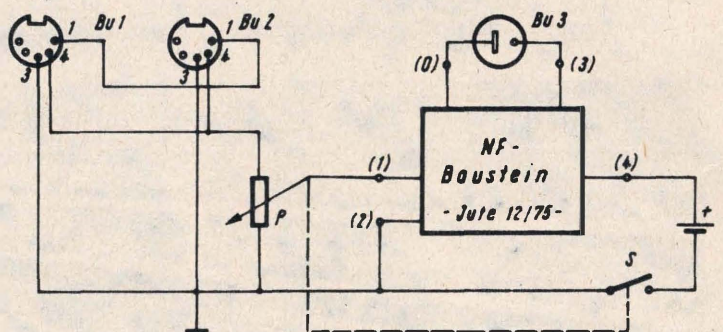 1 Bu 1
4
3
1 Bu 2
4
3
Bu 3
(0)
(3)
NF-
Baustein
- Jute 12/75 -
(1)
(2)
(4)
+
P
S